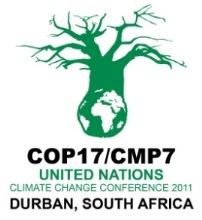 COP17/CMP7
UNITED NATIONS
CLIMATE CHANGE CONFERENCE 2011
DURBAN, SOUTH AFRICA